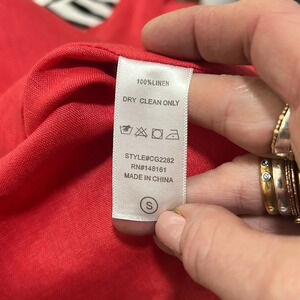 100%LINEN
DRY CLEAN ONLY
STYLE#CG2282
RN#148161
MADE IN CHINA
S